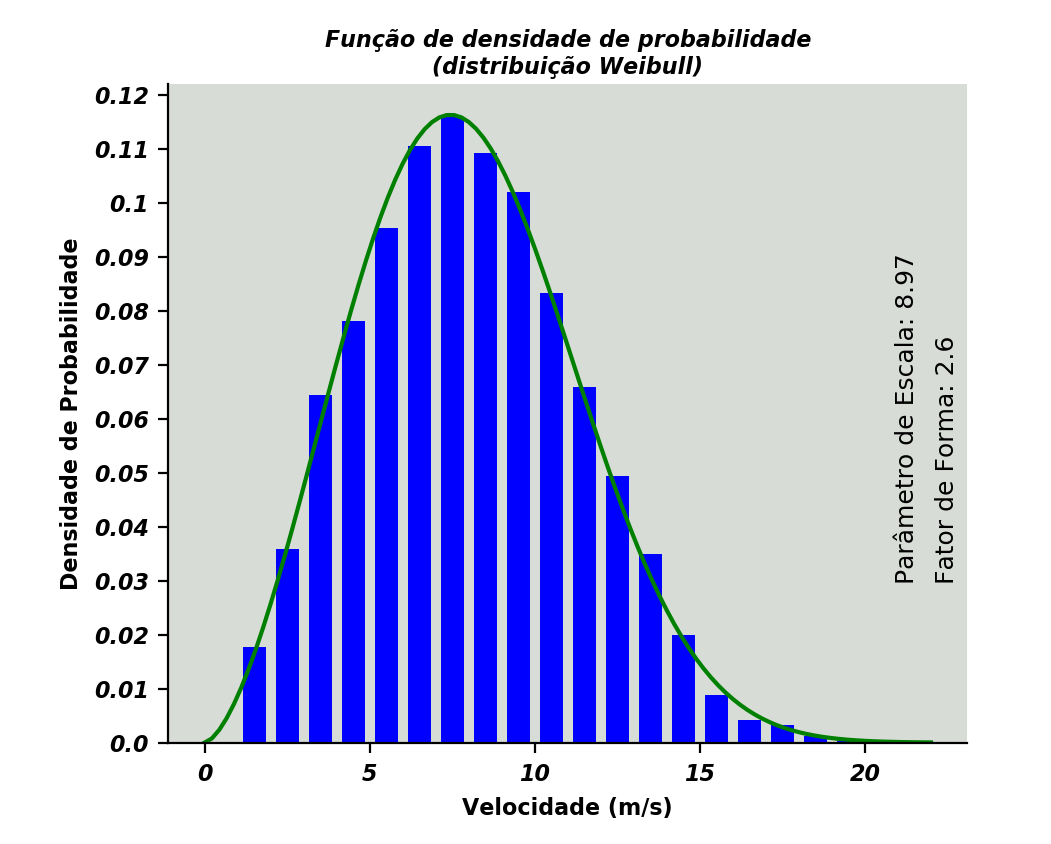 Função de densidade de probabilidade
(distribuição Weibull)
Densidade de Probabilidade
0.12
0.11
0.1
0.09
0.08
0.07
0.06
0.05
0.04
0.03
0.02
0.01
0.0
Parâmetro de Escala: 8.97
Fator de Forma: 2.6
0 5 10 15 20
Velocidade (m/s)